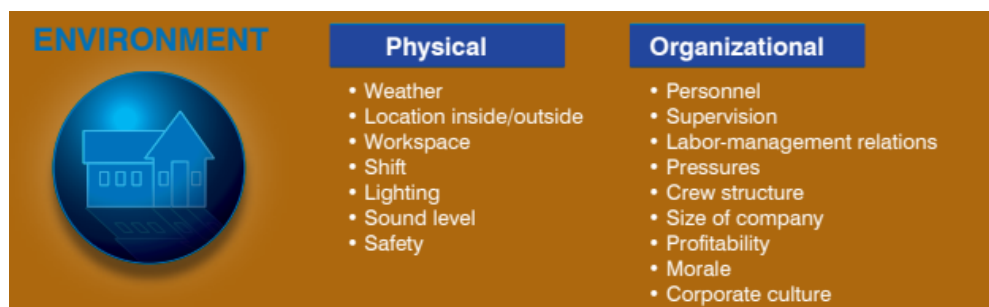 ENVIRONMENT
Physical
• Weather
• Location inside/outside
• Workspace
• Shift
• Lighting
• Sound level
• Safety
Organizational
• Personnel
• Supervision
• Labor-management relations
• Pressures
• Crew structure
• Size of company
• Profitability
• Morale
• Corporate culture